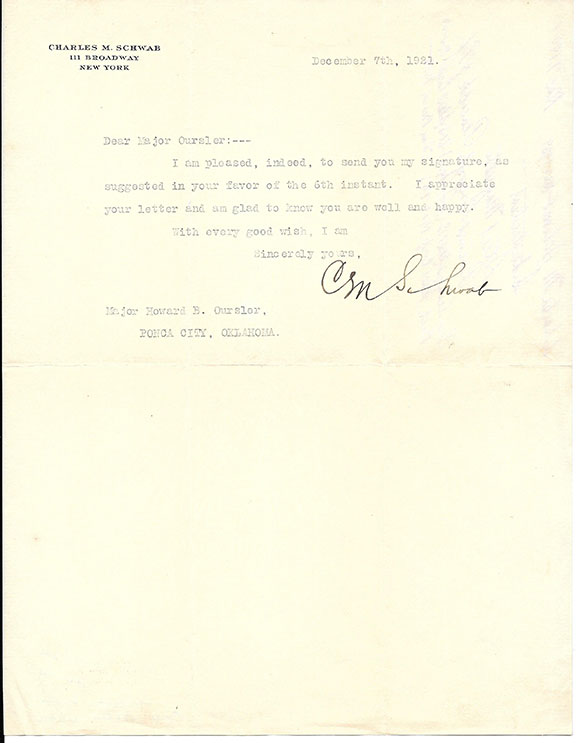 CHARLES M. SCHWAB
111 BROADWAY
NEW YORK
December 7th, 1921.
Dear Major Oursler:---
I am pleased, indeed, to send you my signature, as
suggested in your favor of the 6th instant. I appreciate
your letter and am glad to know you are well and happy.
With every good wish, I am
Sincerely yours,
CM Schwab
Major Howard E. Oursler,
PONCA CITY, OKLAHOMA.